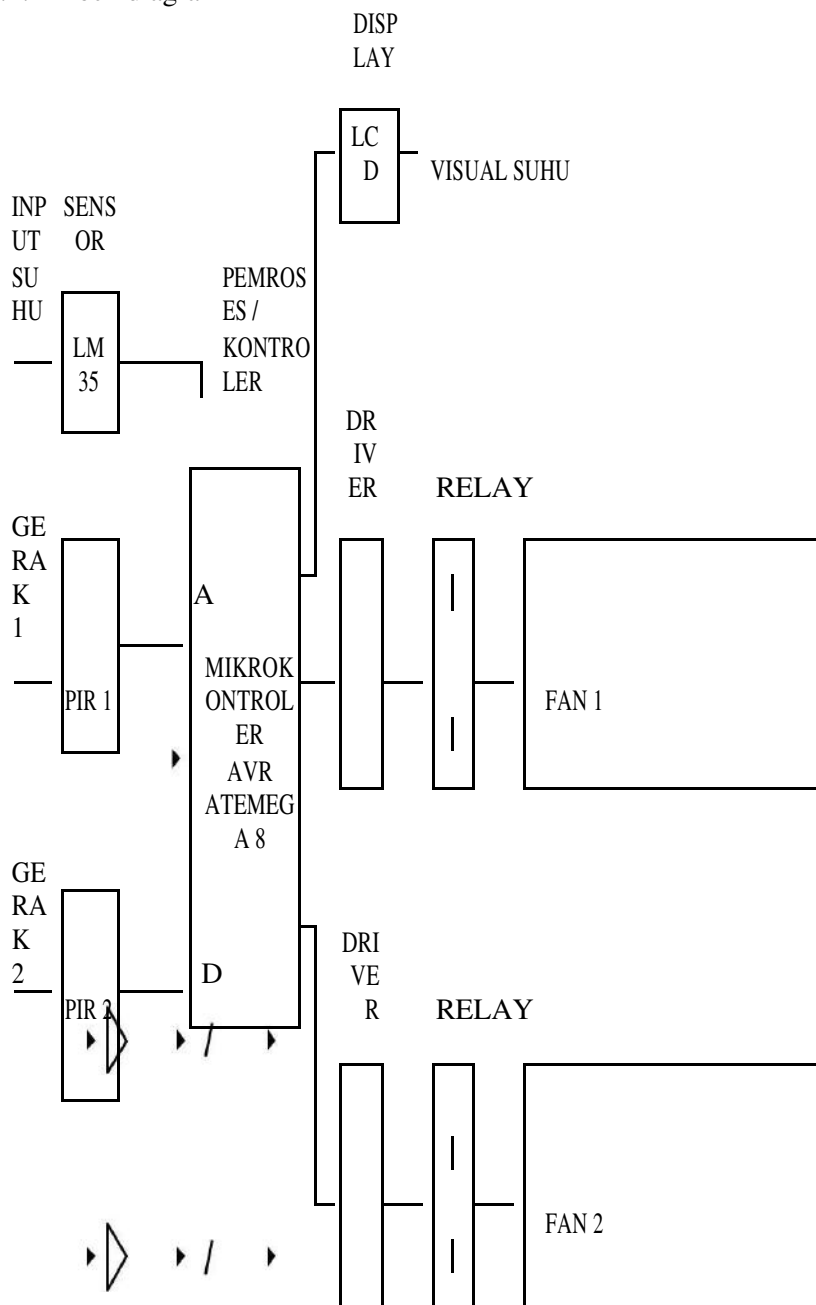 DISP
LAY
LC
D
VISUAL SUHU
INP
UT
SU
HU
SENS
OR
PEMROS
ES /
KONTRO
LER
LM
35
DR
IV
ER
RELAY
GE
RA
K
1
A
MIKROK
ONTROL
ER
AVR
ATEMEG
A 8
PIR 1
FAN 1
GE
RA
K
2
D
PIR 2
DRI
VE
R
RELAY
FAN 2